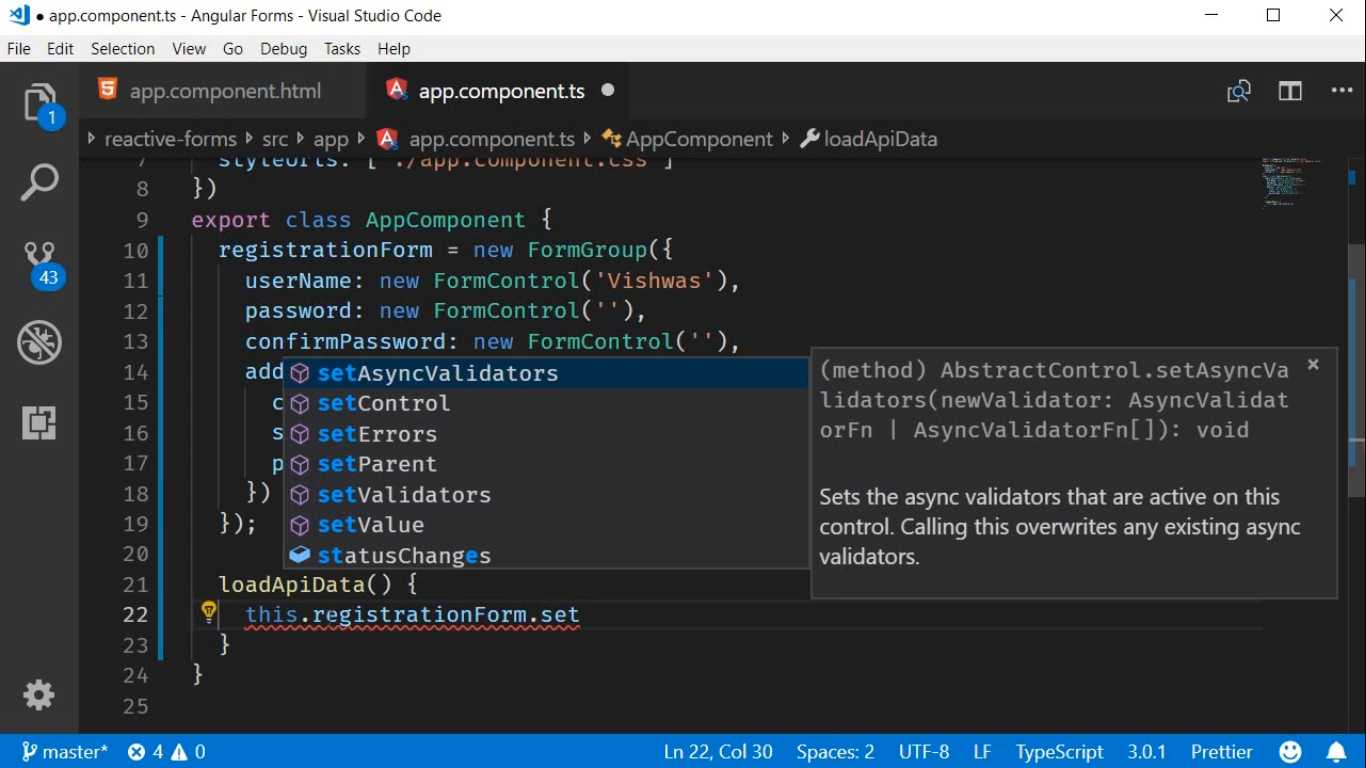 app.component.ts - Angular Forms - Visual Studio Code
File Edit Selection View Go Debug Tasks Help
app.component.html app.component.ts
reactive-forms src app app.component.ts AppComponent loadApiData
7 styleUrls: [ './app.component.css' ]
8 })
9 export class AppComponent {
10 registrationForm = new FormGroup({
11 userName: new FormControl('Vishwas'),
12 password: new FormControl(''),
13 confirmPassword: new FormControl(''),
14 add
15 c
16 s
17 p
18 })
19 });
20
21 loadApiData() {
22 this.registrationForm.set
23 }
24 }
25
setAsyncValidators
setControl
setErrors
setParent
setValidators
setValue
statusChanges
(method) AbstractControl.setAsyncVa
lidators(newValidator: AsyncValidat
orFn | AsyncValidatorFn[]): void
Sets the async validators that are active on this
control. Calling this overwrites any existing async
validators.
1
43
master* 4 0 Ln 22, Col 30 Spaces: 2 UTF-8 LF TypeScript 3.0.1 Prettier